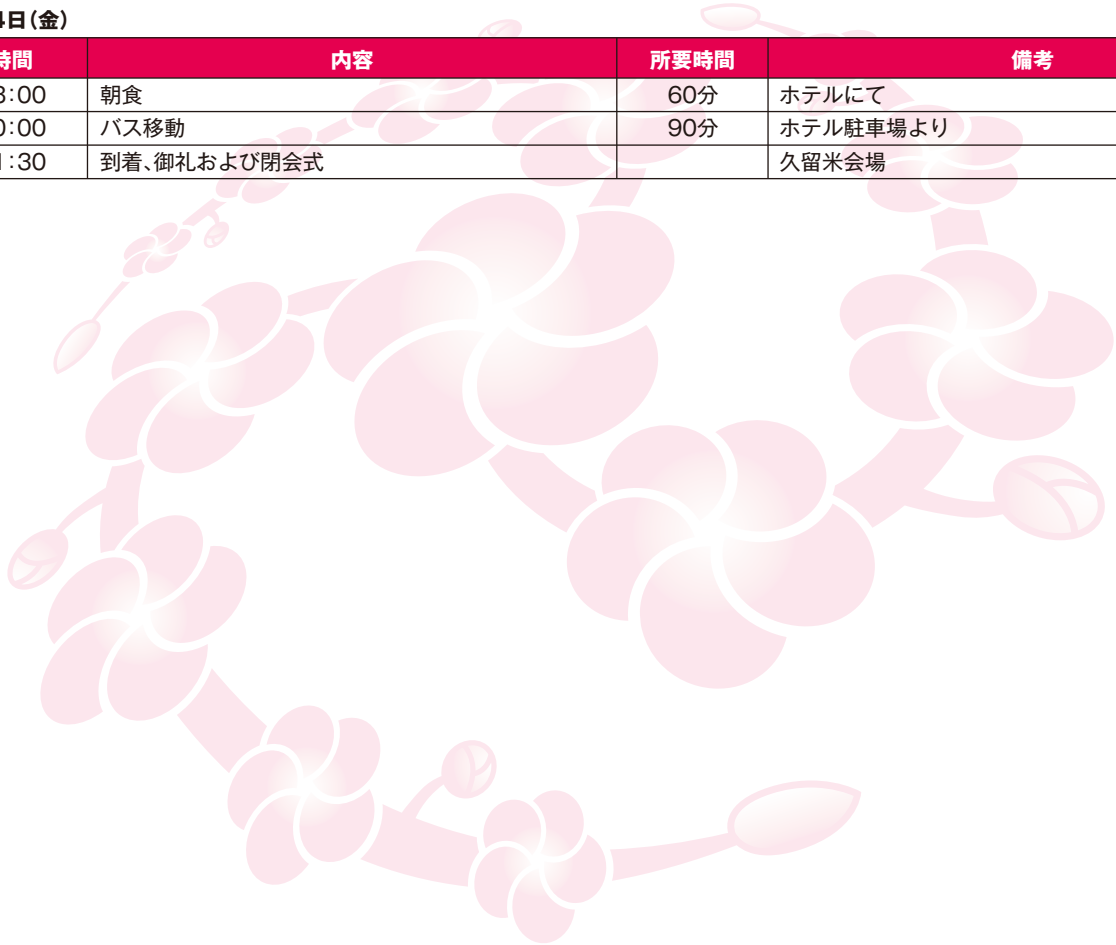 4日(金)
時間 内容 所要時間 備考
8:00 朝食 60分 ホテルにて
0:00 バス移動 90分 ホテル駐車場より
1:30 到着、御礼および閉会式 久留米会場